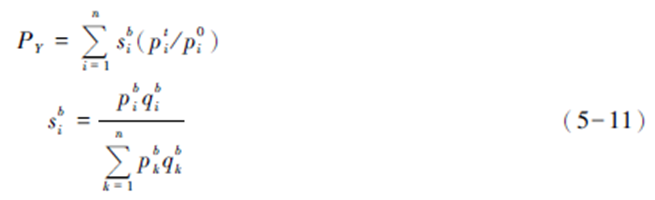 $P_Y = \sum_{i=1}^{n} s_i^b (p_i^t / p_i^0)$
$s_i^b = \frac{p_i^b q_i^b}{\sum_{k=1}^{n} p_k^b q_k^b}$ (5-11)